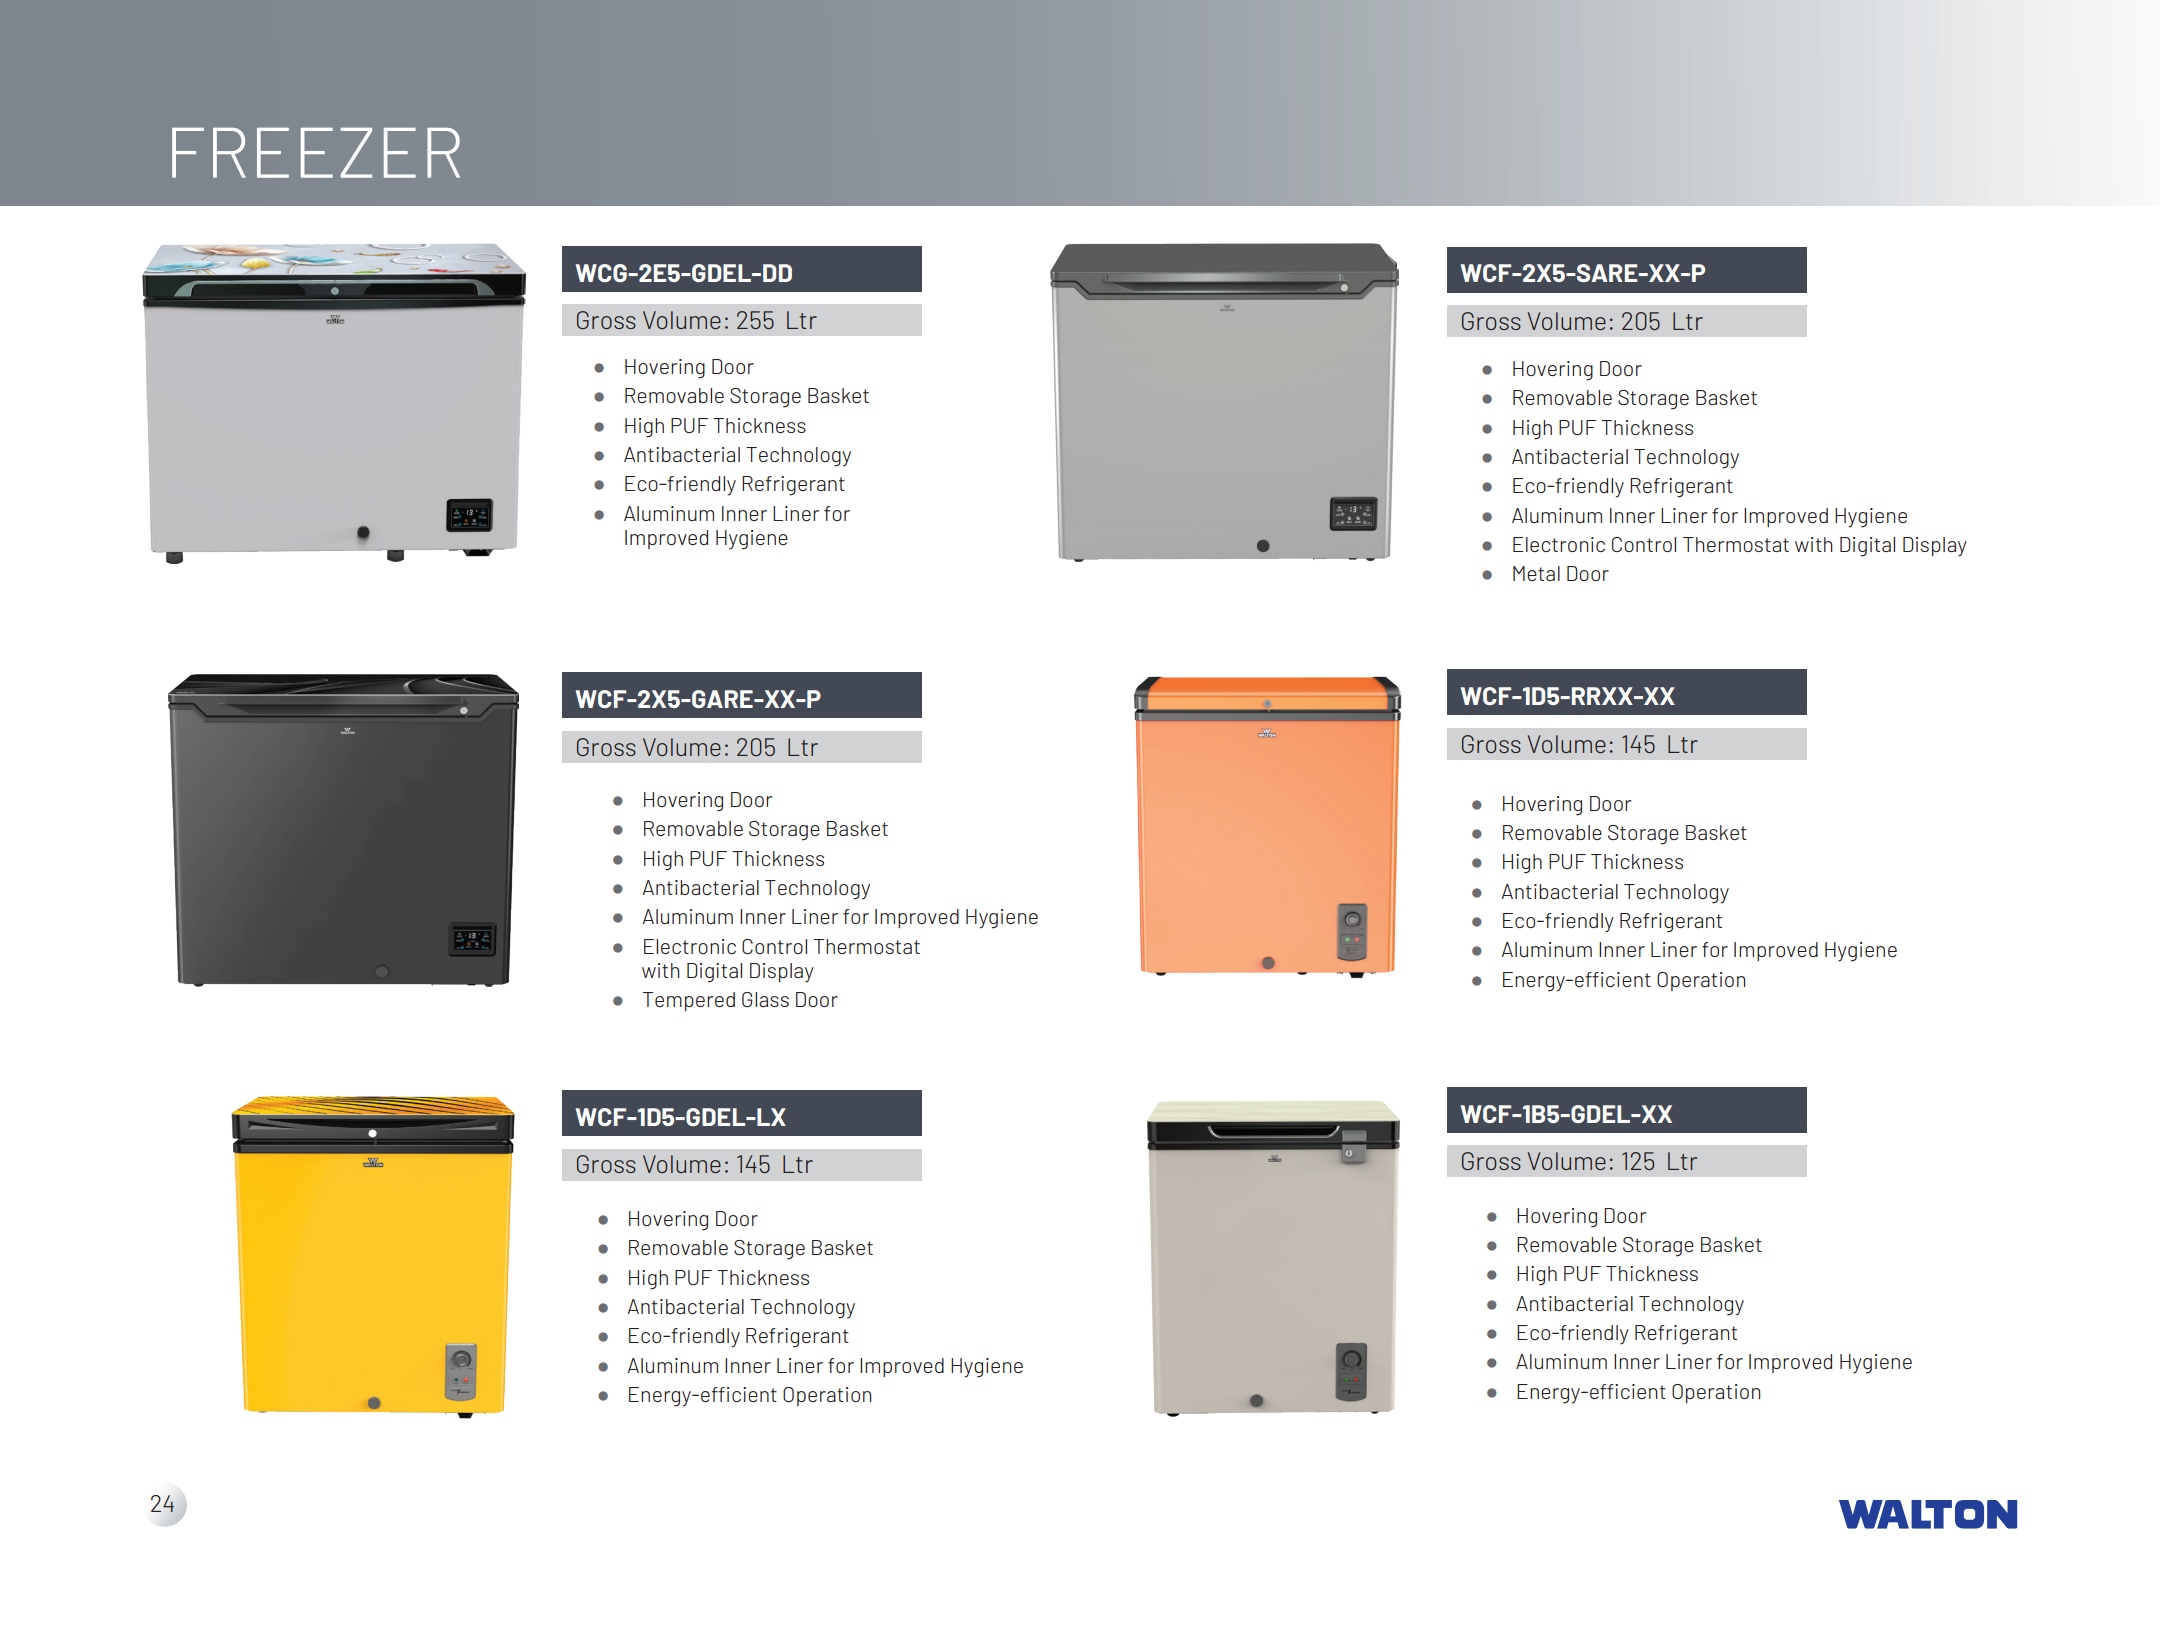 FREEZER
WCG-2E5-GDEL-DD
Gross Volume: 255 Ltr
● Hovering Door
● Removable Storage Basket
● High PUF Thickness
● Antibacterial Technology
● Eco-friendly Refrigerant
● Aluminum Inner Liner for
Improved Hygiene
WALTON
WCF-2X5-SARE-XX-P
Gross Volume: 205 Ltr
● Hovering Door
● Removable Storage Basket
● High PUF Thickness
● Antibacterial Technology
● Eco-friendly Refrigerant
● Aluminum Inner Liner for Improved Hygiene
● Electronic Control Thermostat with Digital Display
● Metal Door
WALTON
WCF-2X5-GARE-XX-P
Gross Volume: 205 Ltr
● Hovering Door
● Removable Storage Basket
● High PUF Thickness
● Antibacterial Technology
● Aluminum Inner Liner for Improved Hygiene
● Electronic Control Thermostat
with Digital Display
● Tempered Glass Door
WALTON
WCF-1D5-RRXX-XX
Gross Volume: 145 Ltr
● Hovering Door
● Removable Storage Basket
● High PUF Thickness
● Antibacterial Technology
● Eco-friendly Refrigerant
● Aluminum Inner Liner for Improved Hygiene
● Energy-efficient Operation
WALTON
WCF-1D5-GDEL-LX
Gross Volume: 145 Ltr
● Hovering Door
● Removable Storage Basket
● High PUF Thickness
● Antibacterial Technology
● Eco-friendly Refrigerant
● Aluminum Inner Liner for Improved Hygiene
● Energy-efficient Operation
WALTON
WCF-1B5-GDEL-XX
Gross Volume: 125 Ltr
● Hovering Door
● Removable Storage Basket
● High PUF Thickness
● Antibacterial Technology
● Eco-friendly Refrigerant
● Aluminum Inner Liner for Improved Hygiene
● Energy-efficient Operation
WALTON
24
WALTON